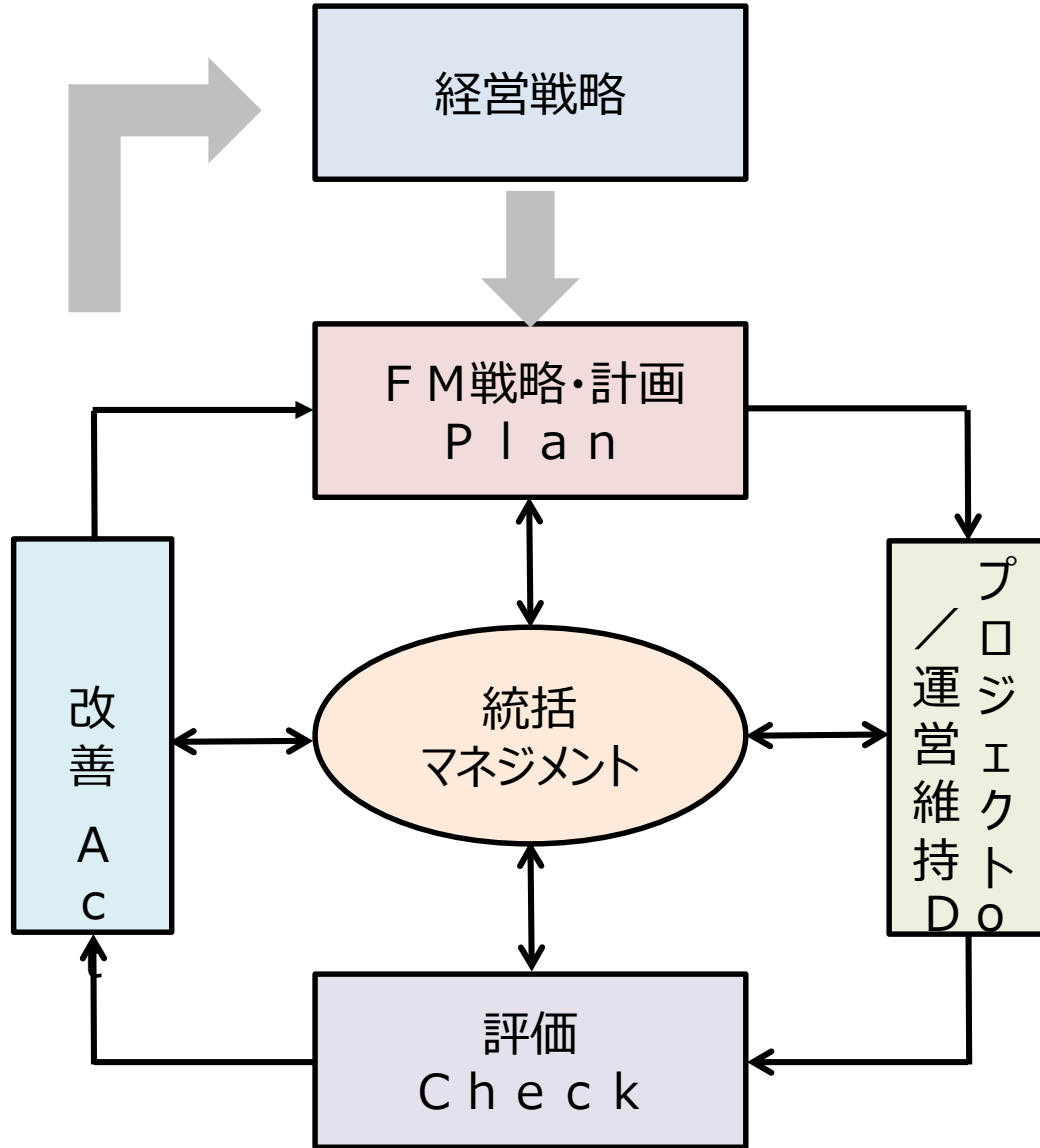 経営戦略
ＦＭ戦略・計画
Ｐｌａｎ
プロジェクト
／運営維持
Ｄｏ
統括
マネジメント
改善
Ａｃｔ
評価
Ｃｈｅｃｋ